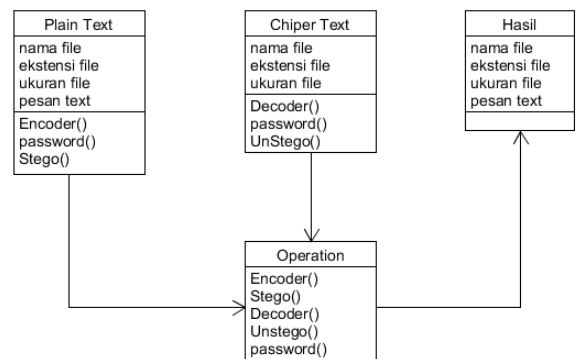 Plain Text
nama file
ekstensi file
ukuran file
pesan text
Encoder()
password()
Stego()
Chiper Text
nama file
ekstensi file
ukuran file
Decoder()
password()
UnStego()
Hasil
nama file
ekstensi file
ukuran file
pesan text
Operation
Encoder()
Stego()
Decoder()
Unstego()
password()